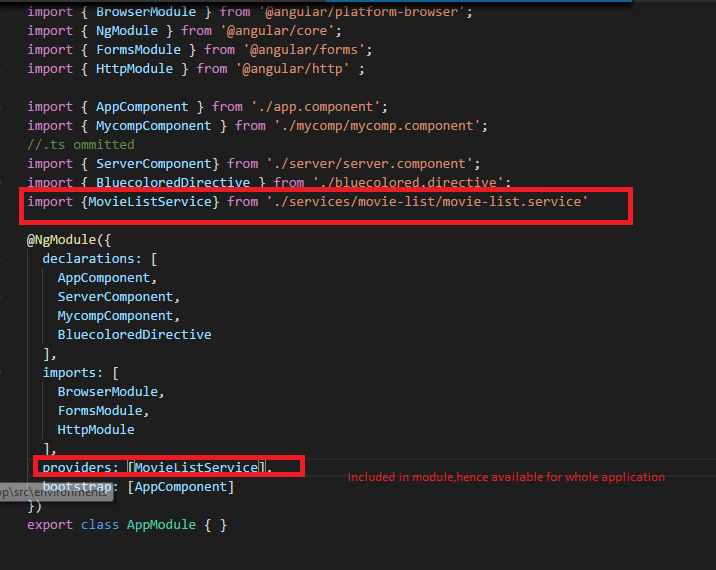 import { BrowserModule } from '@angular/platform-browser';
import { NgModule } from '@angular/core';
import { FormsModule } from '@angular/forms';
import { HttpModule } from '@angular/http' ;
import { AppComponent } from './app.component';
import { MycompComponent } from './mycomp/mycomp.component';
//.ts ommitted
import { ServerComponent} from './server/server.component';
import { BluecoloredDirective } from './bluecolored.directive';
import {MovieListService} from './services/movie-list/movie-list.service'
@NgModule({
declarations: [
AppComponent,
ServerComponent,
MycompComponent,
BluecoloredDirective
],
imports: [
BrowserModule,
FormsModule,
HttpModule
],
providers: [MovieListService],
Included in module,hence available for whole application
bootstrap: [AppComponent]
pp\src\environments
})
export class AppModule { }